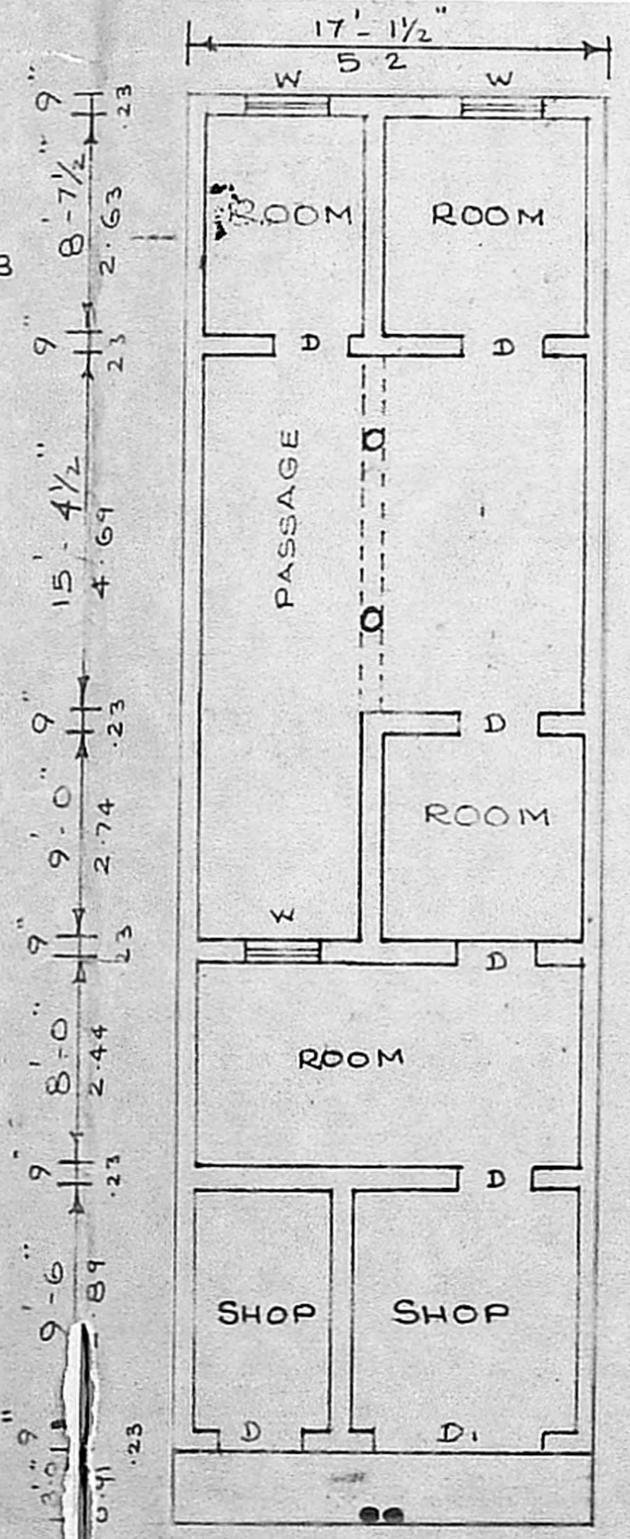 17'-1½"
5.2
W
W
9"
.23
8'-7½"
2.63
ROOM
ROOM
B
9"
.23
D
D
15'-4½"
4.69
PASSAGE
9"
.23
D
9'-0"
2.74
ROOM
W
9"
.23
D
8'-0"
2.44
ROOM
9"
.23
D
9'-6"
.89
SHOP
SHOP
9"
.23
D
D1